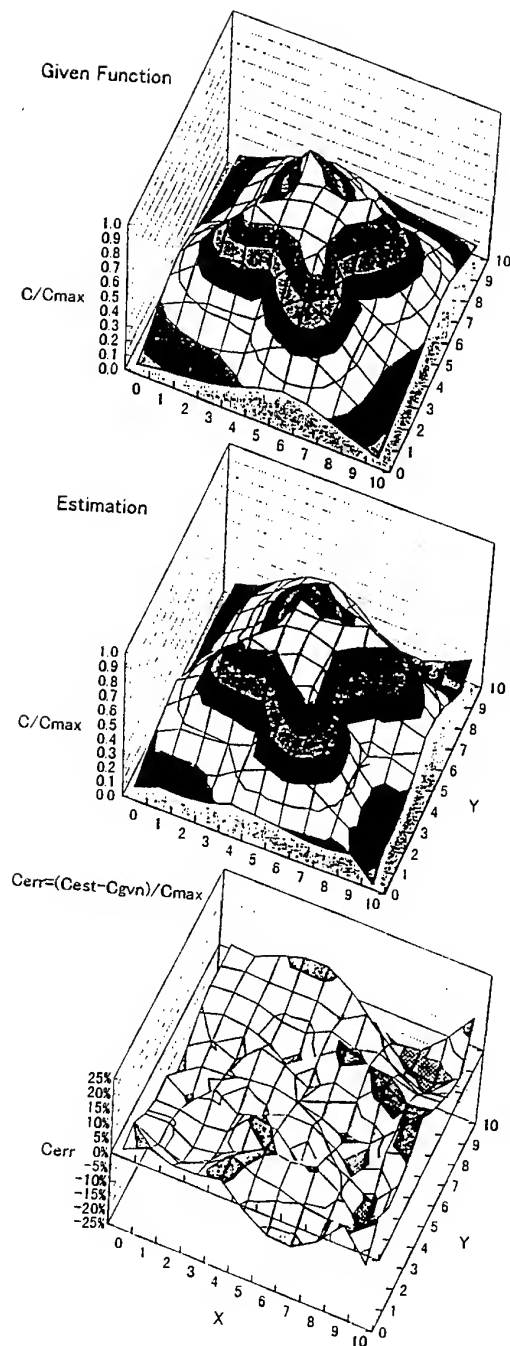 Given Function
1.0
0.9
0.8
0.7
0.6
0.5
0.4
0.3
0.2
0.1
0.0
C/Cmax
0 1 2 3 4 5 6 7 8 9 10
0 1 2 3 4 5 6 7 8 9 10
Estimation
1.0
0.9
0.8
0.7
0.6
0.5
0.4
0.3
0.2
0.1
0.0
C/Cmax
0 1 2 3 4 5 6 7 8 9 10
0 1 2 3 4 5 6 7 8 9 10
Y
Cerr=(Cest-Cgvn)/Cmax
25%
20%
15%
10%
5%
0%
-5%
-10%
-15%
-20%
-25%
Cerr
0 1 2 3 4 5 6 7 8 9 10
X
0 1 2 3 4 5 6 7 8 9 10
Y